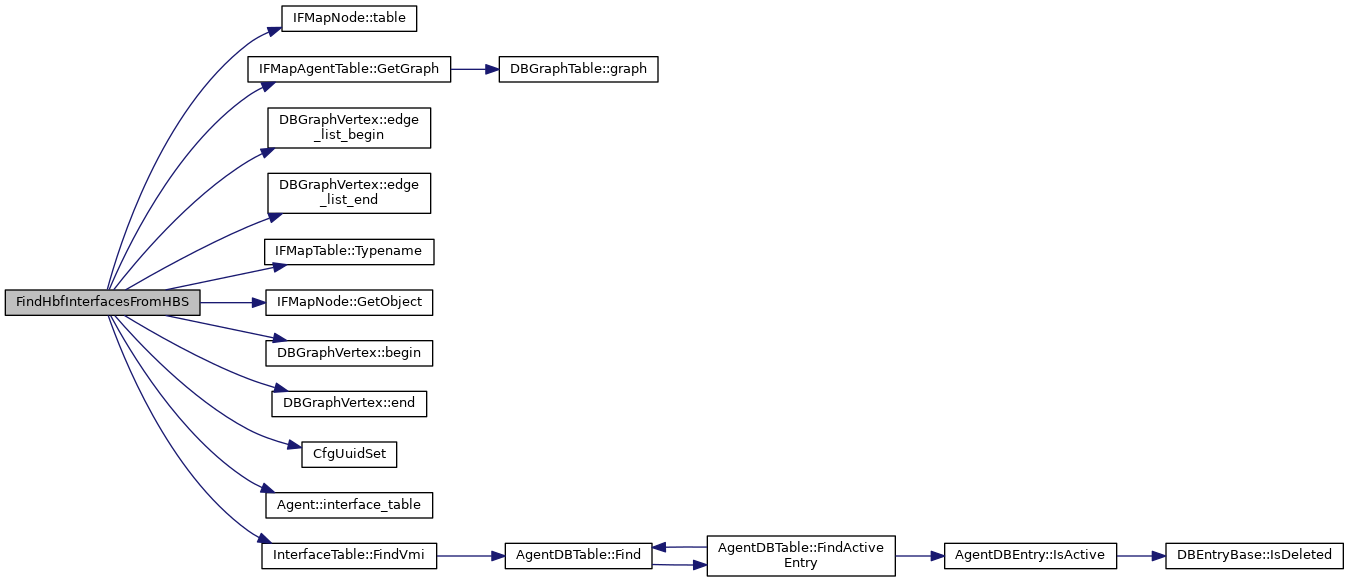 IFMapNode::table
IFMapAgentTable::GetGraph
DBGraphTable::graph
DBGraphVertex::edge
_list_begin
DBGraphVertex::edge
_list_end
IFMapTable::Typename
FindHbfInterfacesFromHBS
IFMapNode::GetObject
DBGraphVertex::begin
DBGraphVertex::end
CfgUuidSet
Agent::interface_table
InterfaceTable::FindVmi
AgentDBTable::Find
AgentDBTable::FindActive
Entry
AgentDBEntry::IsActive
DBEntryBase::IsDeleted